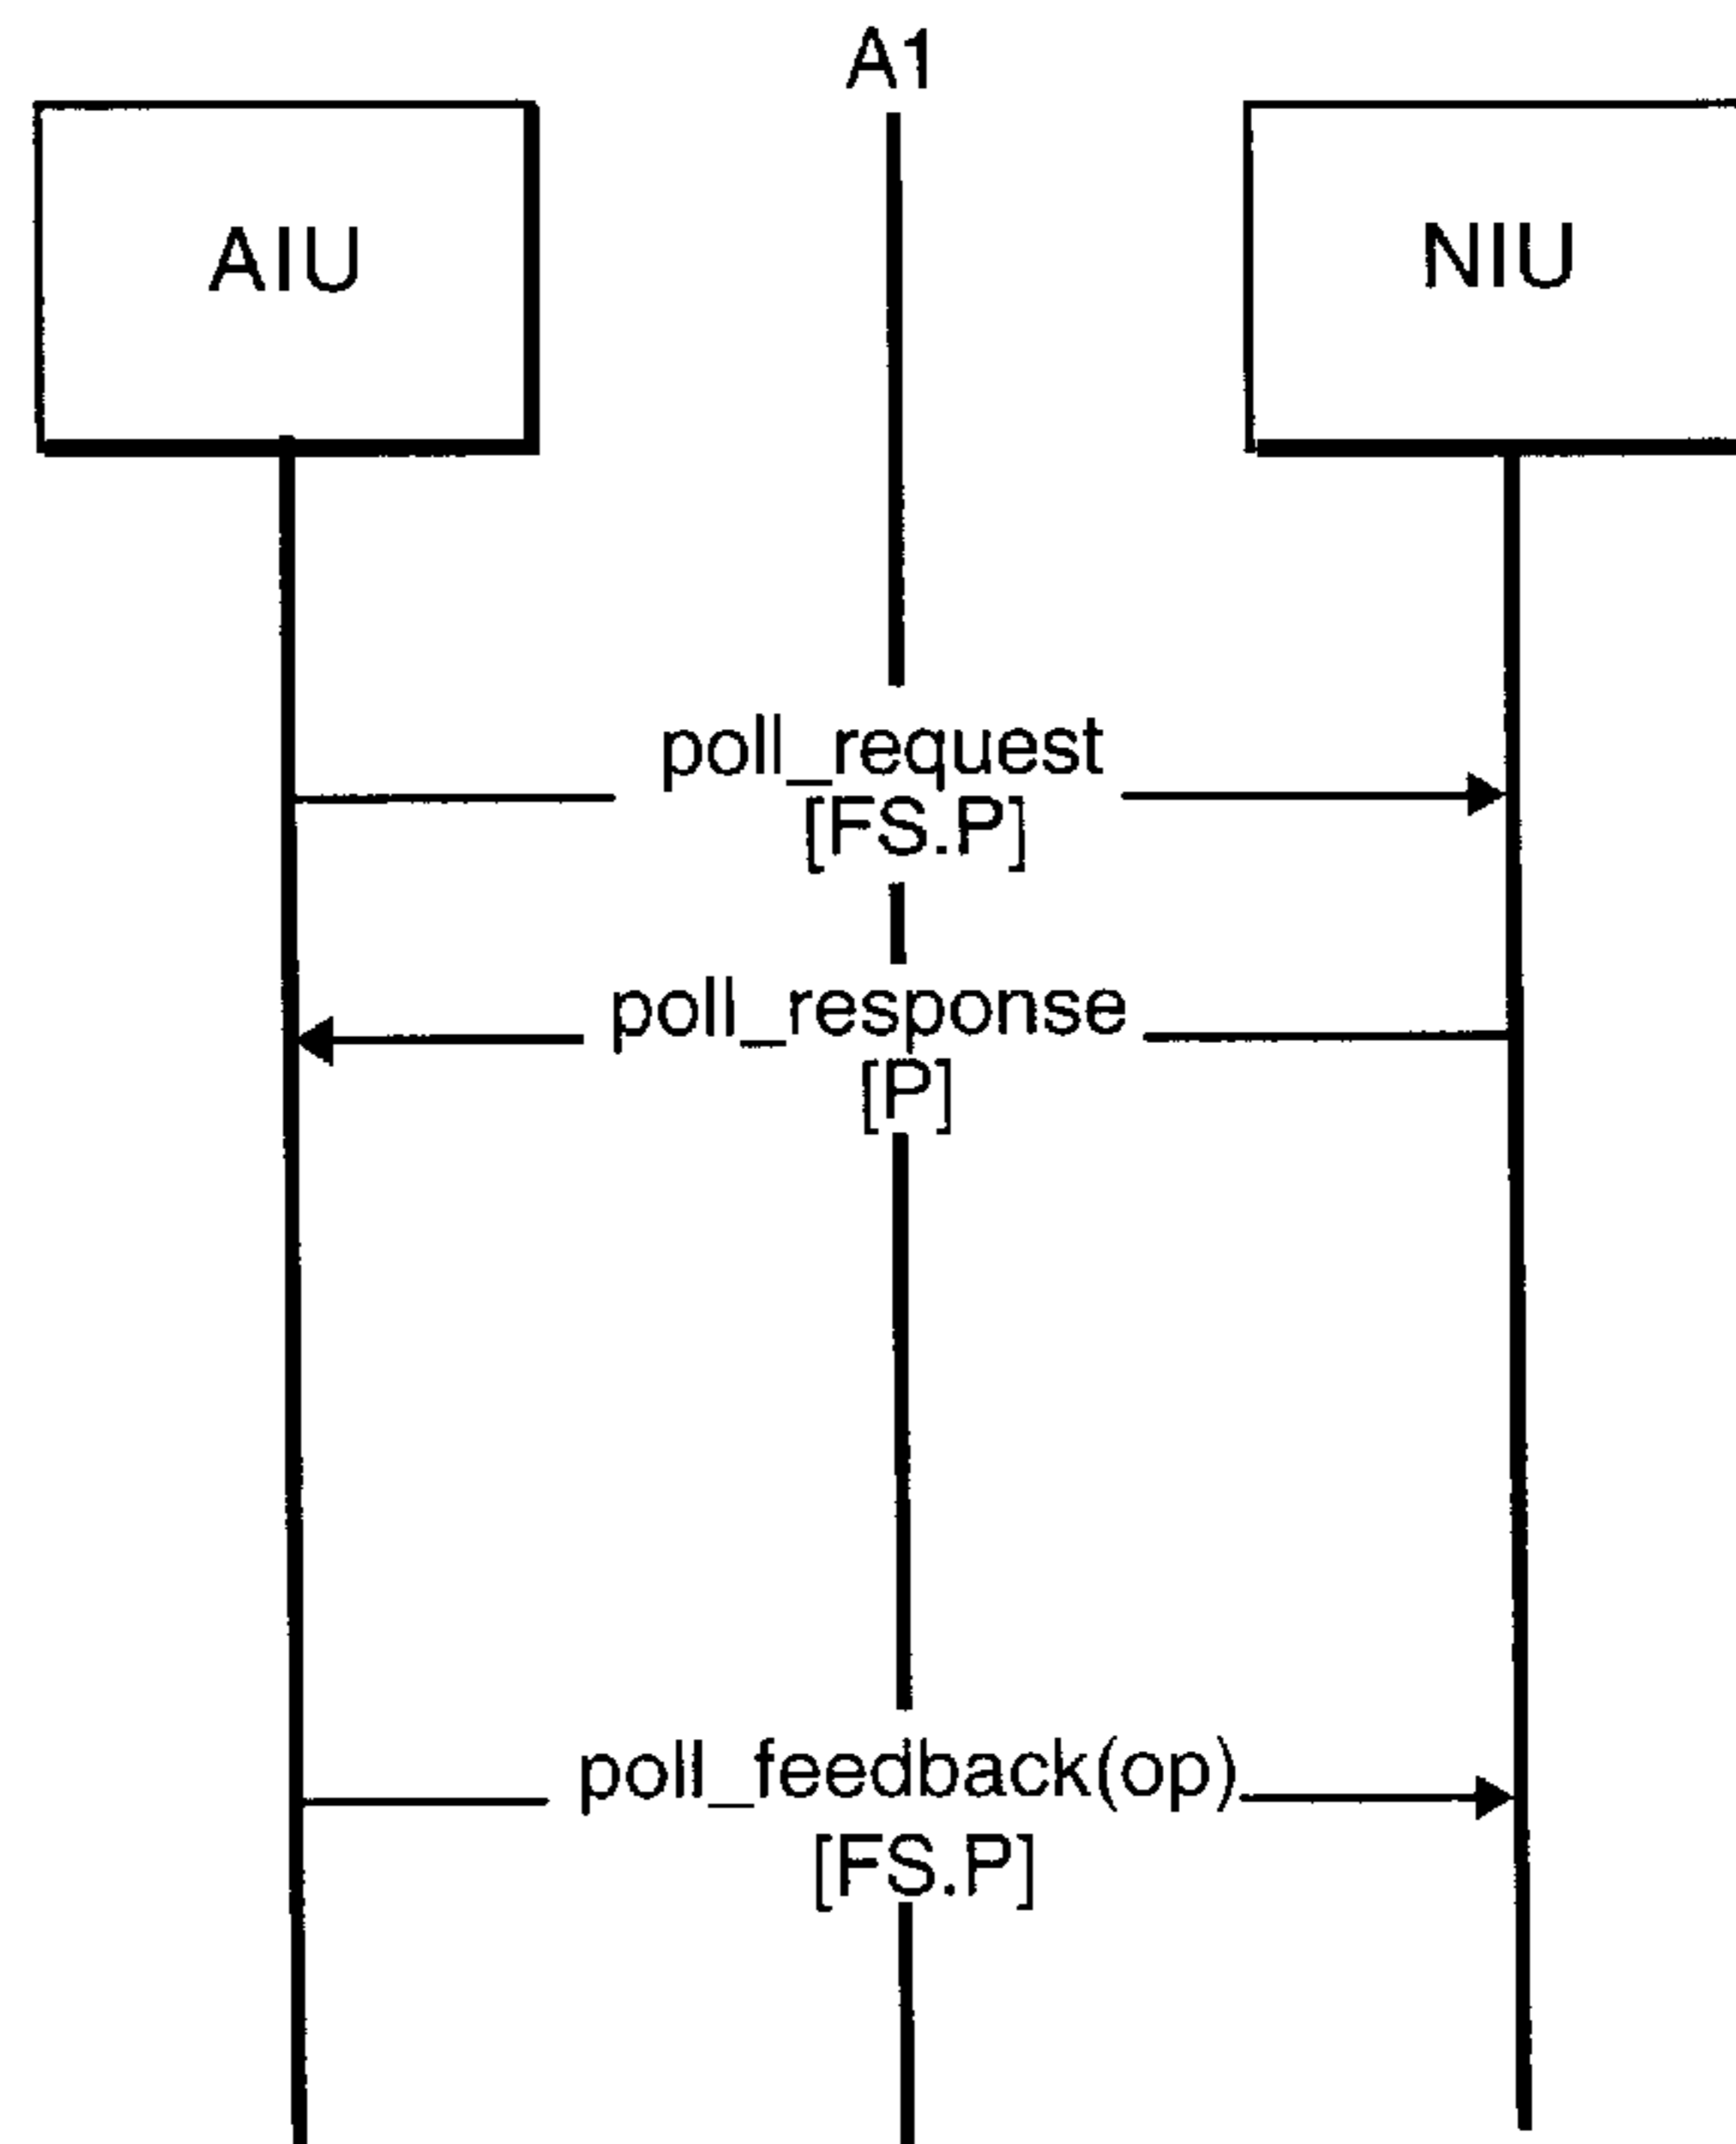 A1
AIU
NIU
poll_request
[FS.P]
poll_response
[P]
poll_feedback(op)
[FS.P]